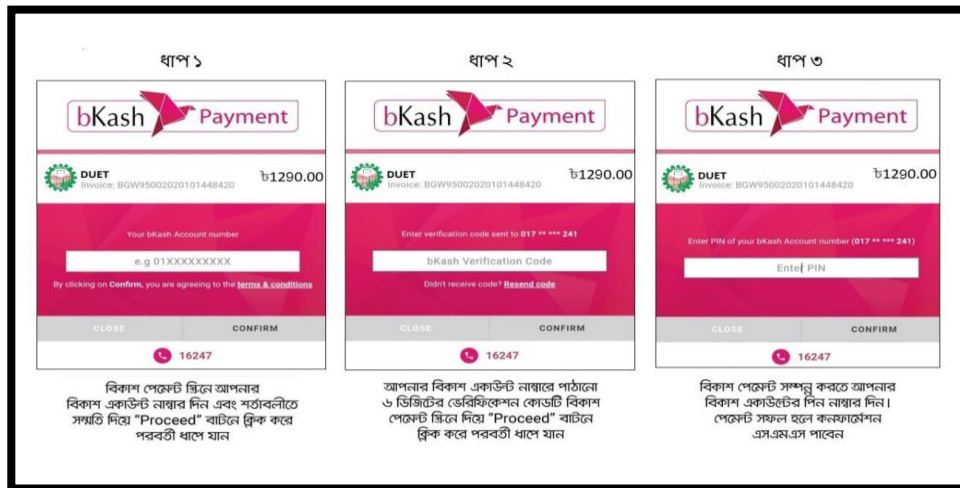 ধাপ ১
bKash Payment
DUET
Invoice: BGW95002020101448420
৳1290.00
Your bKash Account number
e.g 01XXXXXXXXX
By clicking on Confirm, you are agreeing to the terms & conditions
CLOSE
CONFIRM
16247
বিকাশ পেমেন্ট স্ক্রিনে আপনার
বিকাশ একাউন্ট নাম্বার দিন এবং শর্তাবলীতে
সম্মতি দিয়ে "Proceed" বাটনে ক্লিক করে
পরবর্তী ধাপে যান
ধাপ ২
bKash Payment
DUET
Invoice: BGW95002020101448420
৳1290.00
Enter verification code sent to 017 ** *** 241
bKash Verification Code
Didn't receive code? Resend code
CLOSE
CONFIRM
16247
আপনার বিকাশ একাউন্ট নাম্বারে পাঠানো
৬ ডিজিটের ভেরিফিকেশন কোডটি বিকাশ
পেমেন্ট স্ক্রিনে দিয়ে "Proceed" বাটনে
ক্লিক করে পরবর্তী ধাপে যান
ধাপ ৩
bKash Payment
DUET
Invoice: BGW95002020101448420
৳1290.00
Enter PIN of your bKash Account number (017 ** *** 241)
Enter PIN
CLOSE
CONFIRM
16247
বিকাশ পেমেন্ট সম্পন্ন করতে আপনার
বিকাশ একাউন্টের পিন নাম্বার দিন।
পেমেন্ট সফল হলে কনফার্মেশন
এসএমএস পাবেন